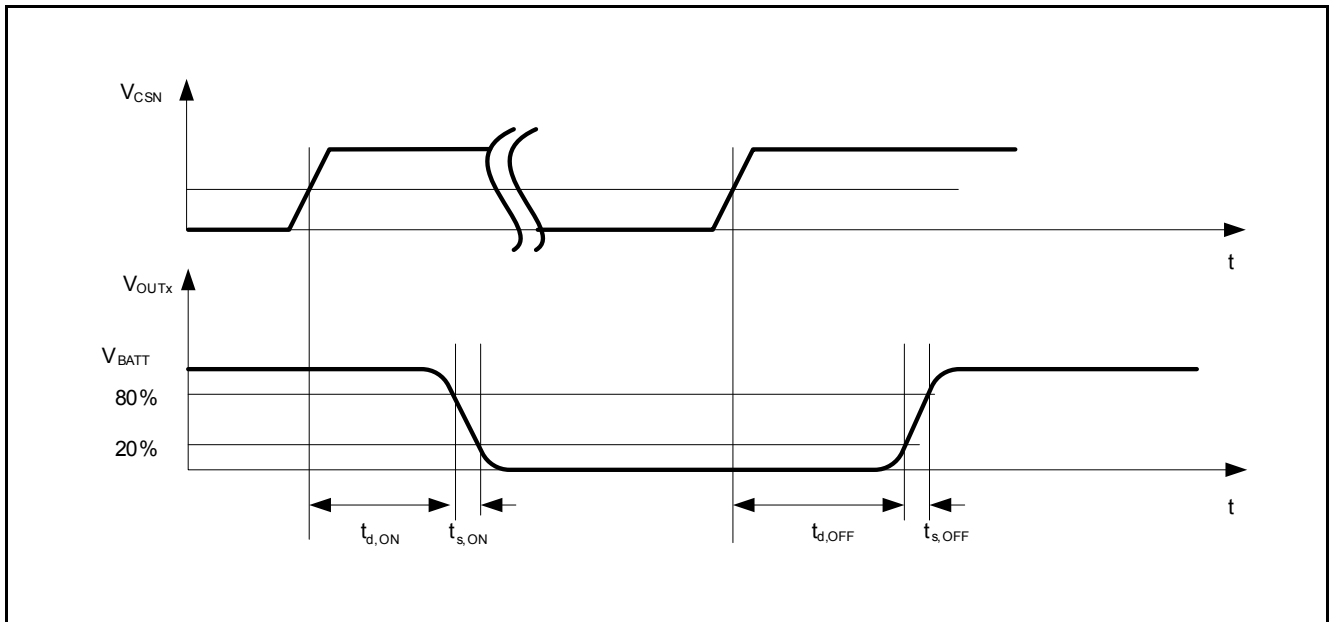 VCSN
t
VOUTx
VBATT
80%
20%
t
td,ON
ts,ON
td,OFF
ts,OFF